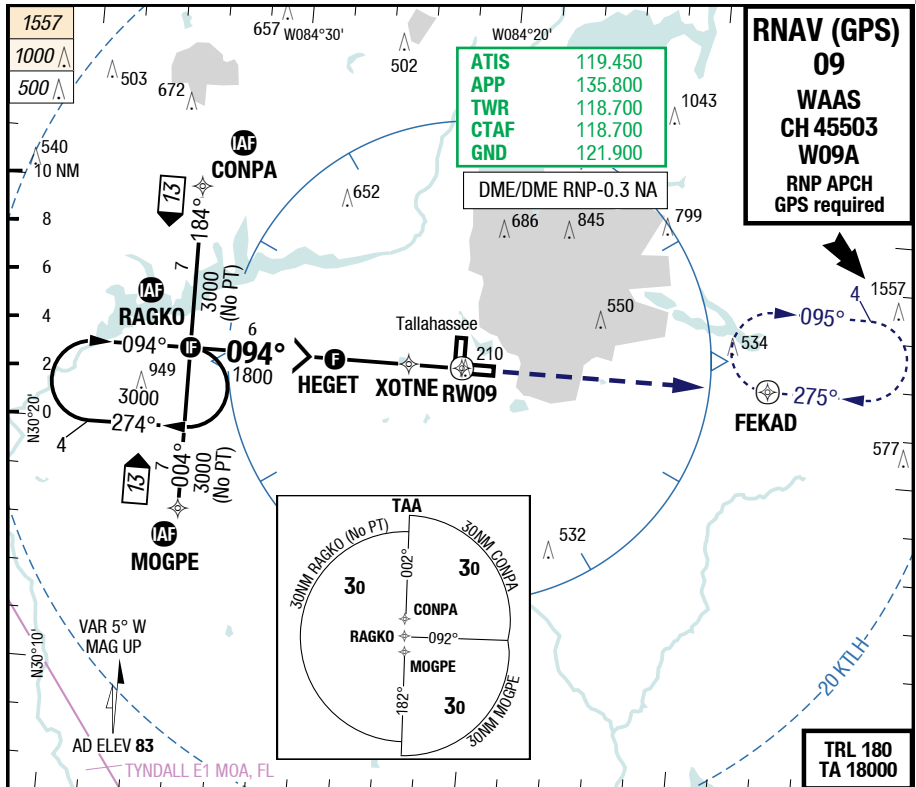 1557
1000
500
657
W084°30'
W084°20'
503
672
502
1043
540
10 NM
8
6
4
2
0
N30°20'
N30°10'
ATIS 119.450
APP 135.800
TWR 118.700
CTAF 118.700
GND 121.900
DME/DME RNP-0.3 NA
RNAV (GPS)
09
WAAS
CH 45503
W09A
RNP APCH
GPS required
IAF
CONPA
13
184°
7
3000
(No PT)
652
686
845
799
IAF
RAGKO
094°
IF
6
094°
1800
949
3000
274°
4
F
HEGET
XOTNE
RW09
Tallahassee
210
550
534
4
1557
095°
275°
FEKAD
577
13
7
004°
3000
(No PT)
IAF
MOGPE
532
TAA
30NM RAGKO (No PT)
30NM CONPA
30NM MOGPE
30
30
30
002°
CONPA
RAGKO
092°
MOGPE
182°
VAR 5° W
MAG UP
AD ELEV 83
TYNDALL E1 MOA, FL
20 KTLH
TRL 180
TA 18000